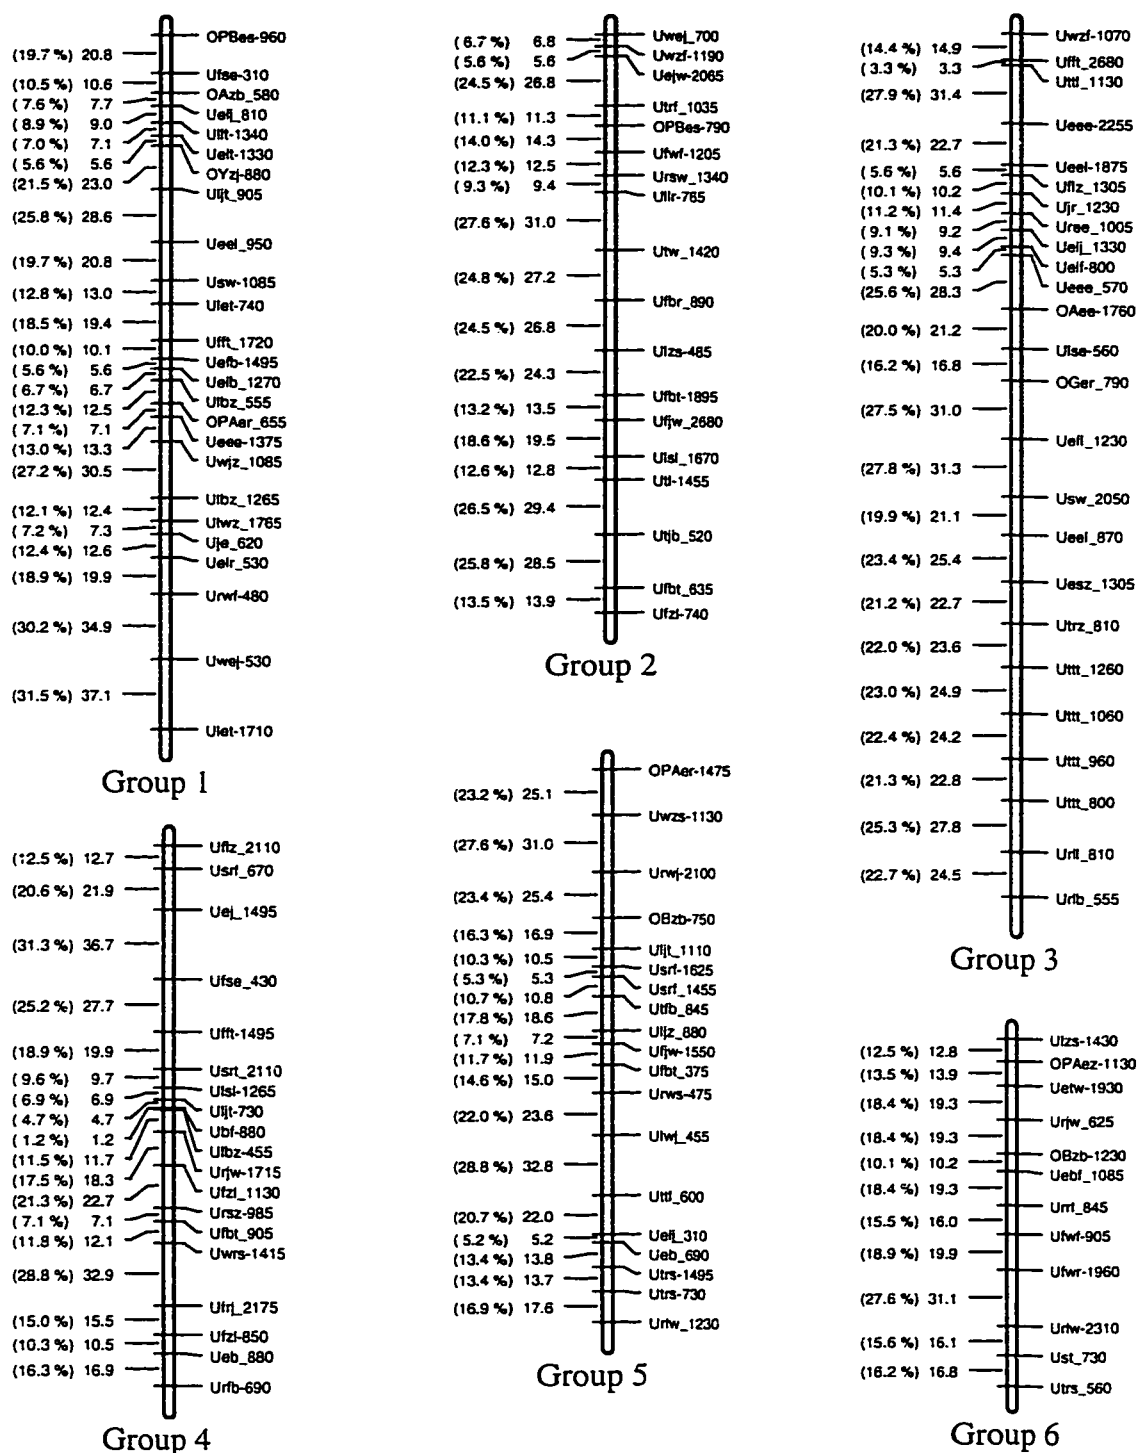 OPBes-960
(19.7 %) 20.8
Ufse-310
(10.5 %) 10.6
OAzb_580
( 7.6 %) 7.7
Uelj_810
( 8.9 %) 9.0
Ulft-1340
( 7.0 %) 7.1
Uelt-1330
( 5.6 %) 5.6
OYzj-880
(21.5 %) 23.0
Uljt_905
(25.8 %) 28.6
Ueel_950
(19.7 %) 20.8
Usw-1085
(12.8 %) 13.0
Ulet-740
(18.5 %) 19.4
Ufft_1720
(10.0 %) 10.1
Uefb-1495
( 5.6 %) 5.6
Uelb_1270
( 6.7 %) 6.7
Utbz_555
(12.3 %) 12.5
OPAer_655
( 7.1 %) 7.1
Ueee-1375
(13.0 %) 13.3
Uwjz_1085
(27.2 %) 30.5
Utbz_1265
(12.1 %) 12.4
Utwz_1765
( 7.2 %) 7.3
Uje_620
(12.4 %) 12.6
Uelr_530
(18.9 %) 19.9
Urwf-480
(30.2 %) 34.9
Uwej-530
(31.5 %) 37.1
Ulet-1710
Group 1
Uwej_700
( 6.7 %) 6.8
Uwzf-1190
( 5.6 %) 5.6
Uejw-2065
(24.5 %) 26.8
Utrf_1035
(11.1 %) 11.3
OPBes-790
(14.0 %) 14.3
Ufwf-1205
(12.3 %) 12.5
Ursw_1340
( 9.3 %) 9.4
Ullr-765
(27.6 %) 31.0
Utw_1420
(24.8 %) 27.2
Ufbr_890
(24.5 %) 26.8
Ulzs-485
(22.5 %) 24.3
Ufbt-1895
(13.2 %) 13.5
Ufjw_2680
(18.6 %) 19.5
Ulsl_1670
(12.6 %) 12.8
Utl-1455
(26.5 %) 29.4
Utjb_520
(25.8 %) 28.5
Ufbt_635
(13.5 %) 13.9
Ufzl-740
Group 2
Uwzf-1070
(14.4 %) 14.9
Ufft_2680
( 3.3 %) 3.3
Uttl_1130
(27.9 %) 31.4
Ueee-2255
(21.3 %) 22.7
Ueel-1875
( 5.6 %) 5.6
Uflz_1305
(10.1 %) 10.2
Ujr_1230
(11.2 %) 11.4
Uree_1005
( 9.1 %) 9.2
Uelj_1330
( 9.3 %) 9.4
Uelf-800
( 5.3 %) 5.3
Ueee_570
(25.6 %) 28.3
OAee-1760
(20.0 %) 21.2
Ulse-560
(16.2 %) 16.8
OGer_790
(27.5 %) 31.0
Uefl_1230
(27.8 %) 31.3
Usw_2050
(19.9 %) 21.1
Ueel_870
(23.4 %) 25.4
Uesz_1305
(21.2 %) 22.7
Utrz_810
(22.0 %) 23.6
Uttt_1260
(23.0 %) 24.9
Uttt_1060
(22.4 %) 24.2
Uttt_960
(21.3 %) 22.8
Uttt_800
(25.3 %) 27.8
Urll_810
(22.7 %) 24.5
Urlb_555
Group 3
Uflz_2110
(12.5 %) 12.7
Usrf_670
(20.6 %) 21.9
Uej_1495
(31.3 %) 36.7
Ufse_430
(25.2 %) 27.7
Ufft-1495
(18.9 %) 19.9
Usrt_2110
( 9.6 %) 9.7
Ulsl-1265
( 6.9 %) 6.9
Uljt-730
( 4.7 %) 4.7
Ubf-880
( 1.2 %) 1.2
Utbz-455
(11.5 %) 11.7
Urjw-1715
(17.5 %) 18.3
Ufzl_1130
(21.3 %) 22.7
Ursz-985
( 7.1 %) 7.1
Ufbt_905
(11.8 %) 12.1
Uwrs-1415
(28.8 %) 32.9
Ufrj_2175
(15.0 %) 15.5
Ufzl-850
(10.3 %) 10.5
Ueb_880
(16.3 %) 16.9
Urfb-690
Group 4
OPAer-1475
(23.2 %) 25.1
Uwzs-1130
(27.6 %) 31.0
Urwj-2100
(23.4 %) 25.4
OBzb-750
(16.3 %) 16.9
Uljt_1110
(10.3 %) 10.5
Usrf-1625
( 5.3 %) 5.3
Usrf_1455
(10.7 %) 10.8
Utfb_845
(17.8 %) 18.6
Uljz_880
( 7.1 %) 7.2
Ufjw-1550
(11.7 %) 11.9
Ufbt_375
(14.6 %) 15.0
Urws-475
(22.0 %) 23.6
Ulwj_455
(28.8 %) 32.8
Uttl_600
(20.7 %) 22.0
Uelj_310
( 5.2 %) 5.2
Ueb_690
(13.4 %) 13.8
Utrs-1495
(13.4 %) 13.7
Utrs-730
(16.9 %) 17.6
Urlw_1230
Group 5
Ulzs-1430
(12.5 %) 12.8
OPAez-1130
(13.5 %) 13.9
Uetw-1930
(18.4 %) 19.3
Urjw_625
(18.4 %) 19.3
OBzb-1230
(10.1 %) 10.2
Uebf_1085
(18.4 %) 19.3
Urrf_845
(15.5 %) 16.0
Ufwf-905
(18.9 %) 19.9
Ufwr-1960
(27.6 %) 31.1
Urlw-2310
(15.6 %) 16.1
Ust_730
(16.2 %) 16.8
Utrs_560
Group 6